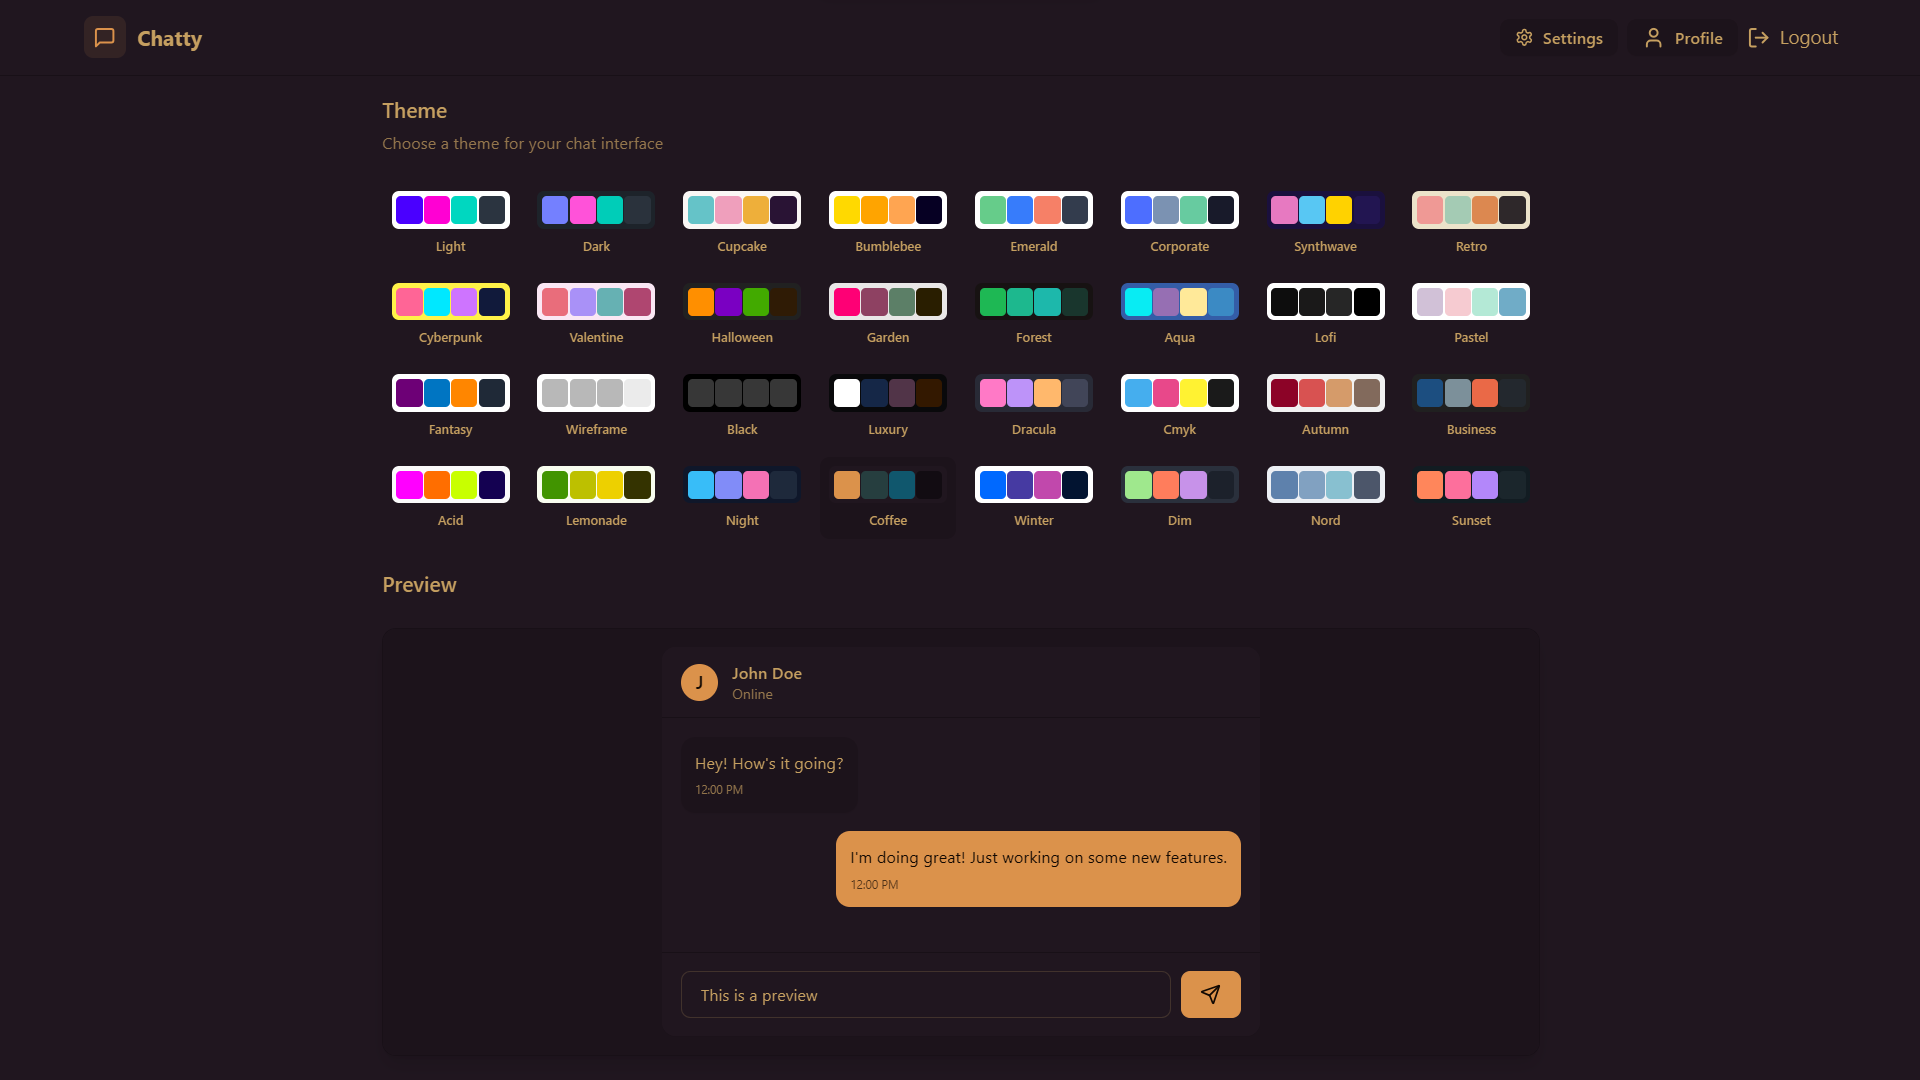 Chatty
Settings
Profile
Logout
Theme
Choose a theme for your chat interface
Light
Dark
Cupcake
Bumblebee
Emerald
Corporate
Synthwave
Retro
Cyberpunk
Valentine
Halloween
Garden
Forest
Aqua
Lofi
Pastel
Fantasy
Wireframe
Black
Luxury
Dracula
Cmyk
Autumn
Business
Acid
Lemonade
Night
Coffee
Winter
Dim
Nord
Sunset
Preview
J
John Doe
Online
Hey! How's it going?
12:00 PM
I'm doing great! Just working on some new features.
12:00 PM
This is a preview